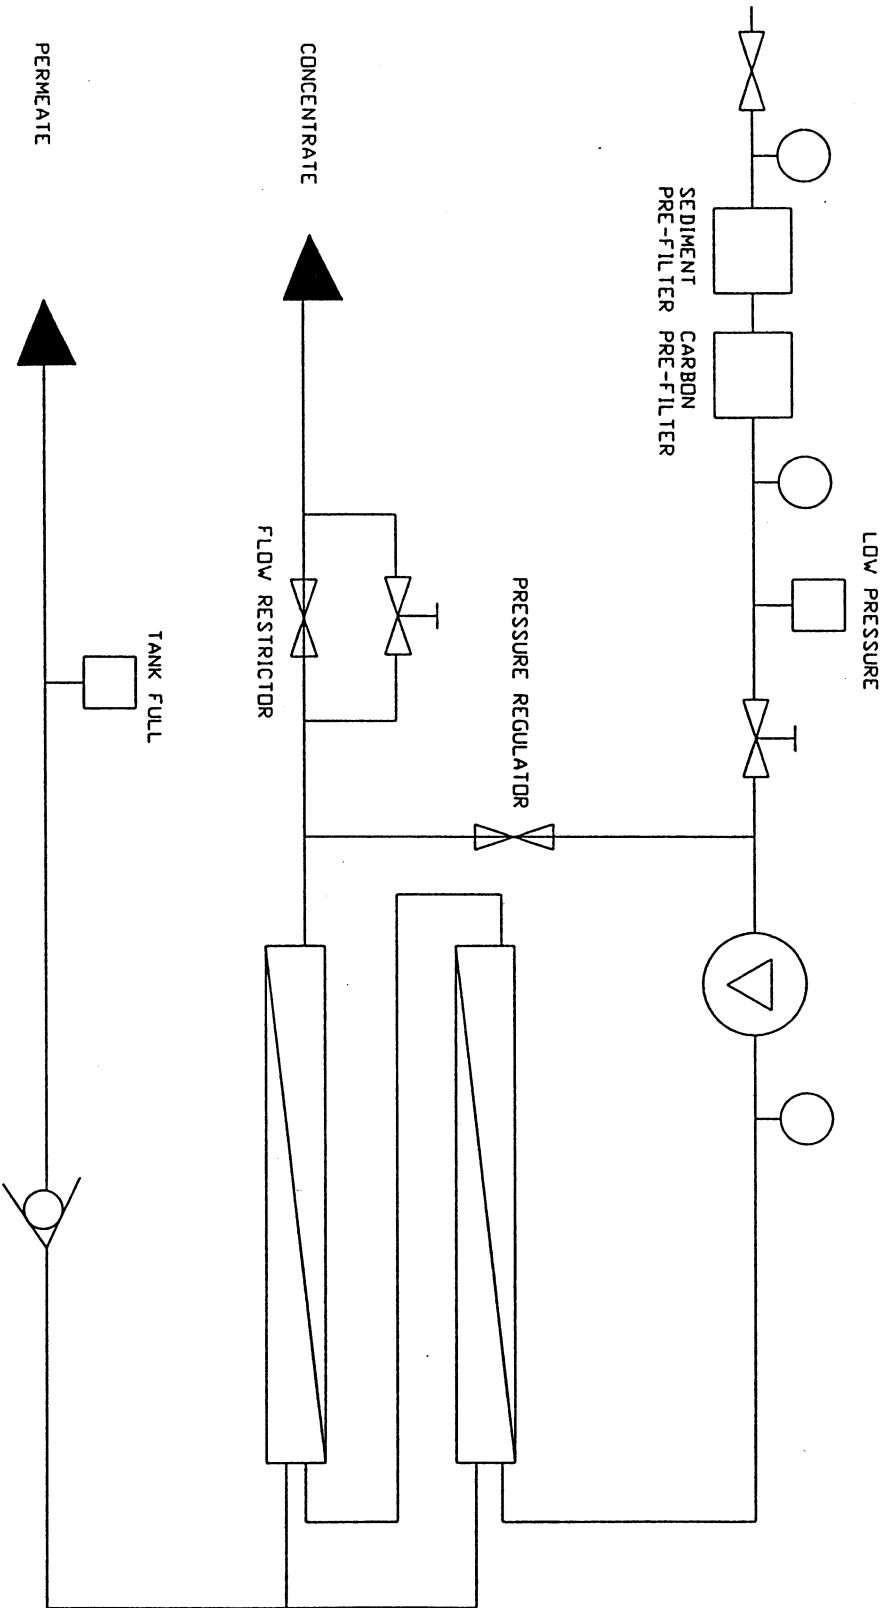 LOW PRESSURE
SEDIMENT
PRE-FILTER
CARBON
PRE-FILTER
PRESSURE REGULATOR
CONCENTRATE
FLOW RESTRICTOR
TANK FULL
PERMEATE